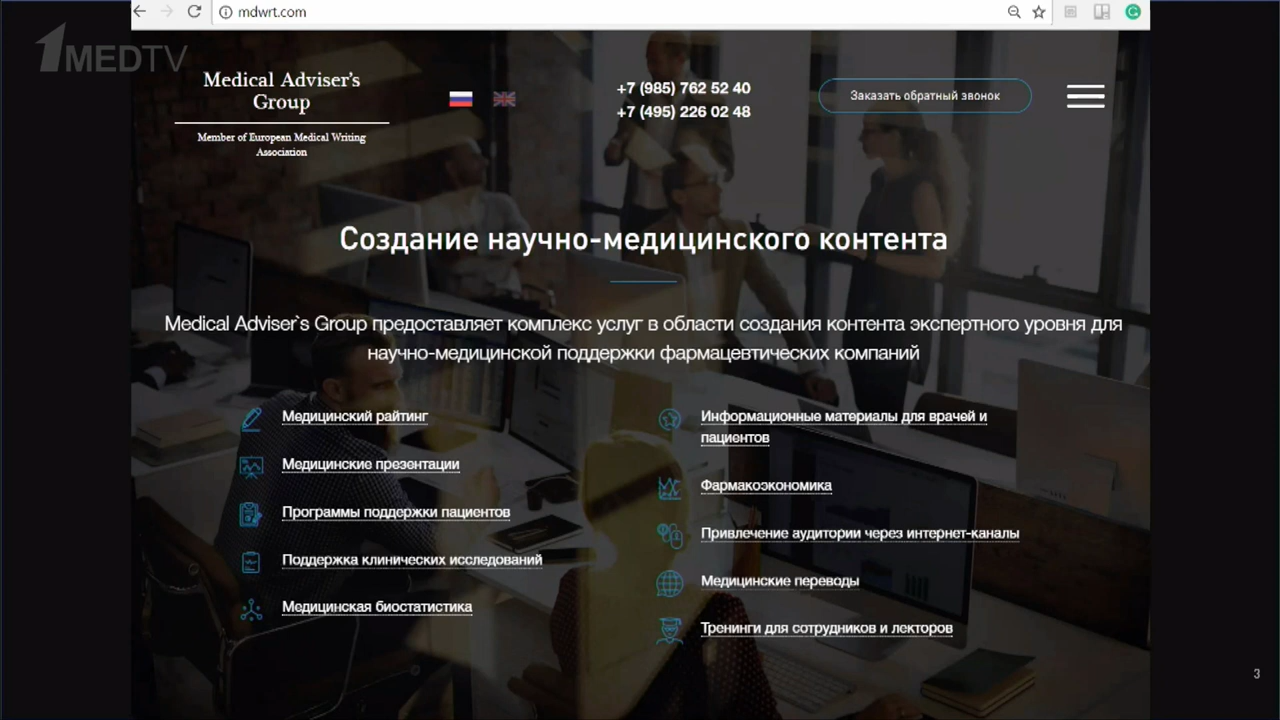 mdwrt.com
1MEDTV
Medical Adviser's
Group
Member of European Medical Writing
Association
+7 (985) 762 52 40
+7 (495) 226 02 48
Заказать обратный звонок
Создание научно-медицинского контента
Medical Adviser`s Group предоставляет комплекс услуг в области создания контента экспертного уровня для
научно-медицинской поддержки фармацевтических компаний
Медицинский райтинг
Медицинские презентации
Программы поддержки пациентов
Поддержка клинических исследований
Медицинская биостатистика
Информационные материалы для врачей и
пациентов
Фармакоэкономика
Привлечение аудитории через интернет-каналы
Медицинские переводы
Тренинги для сотрудников и лекторов
3